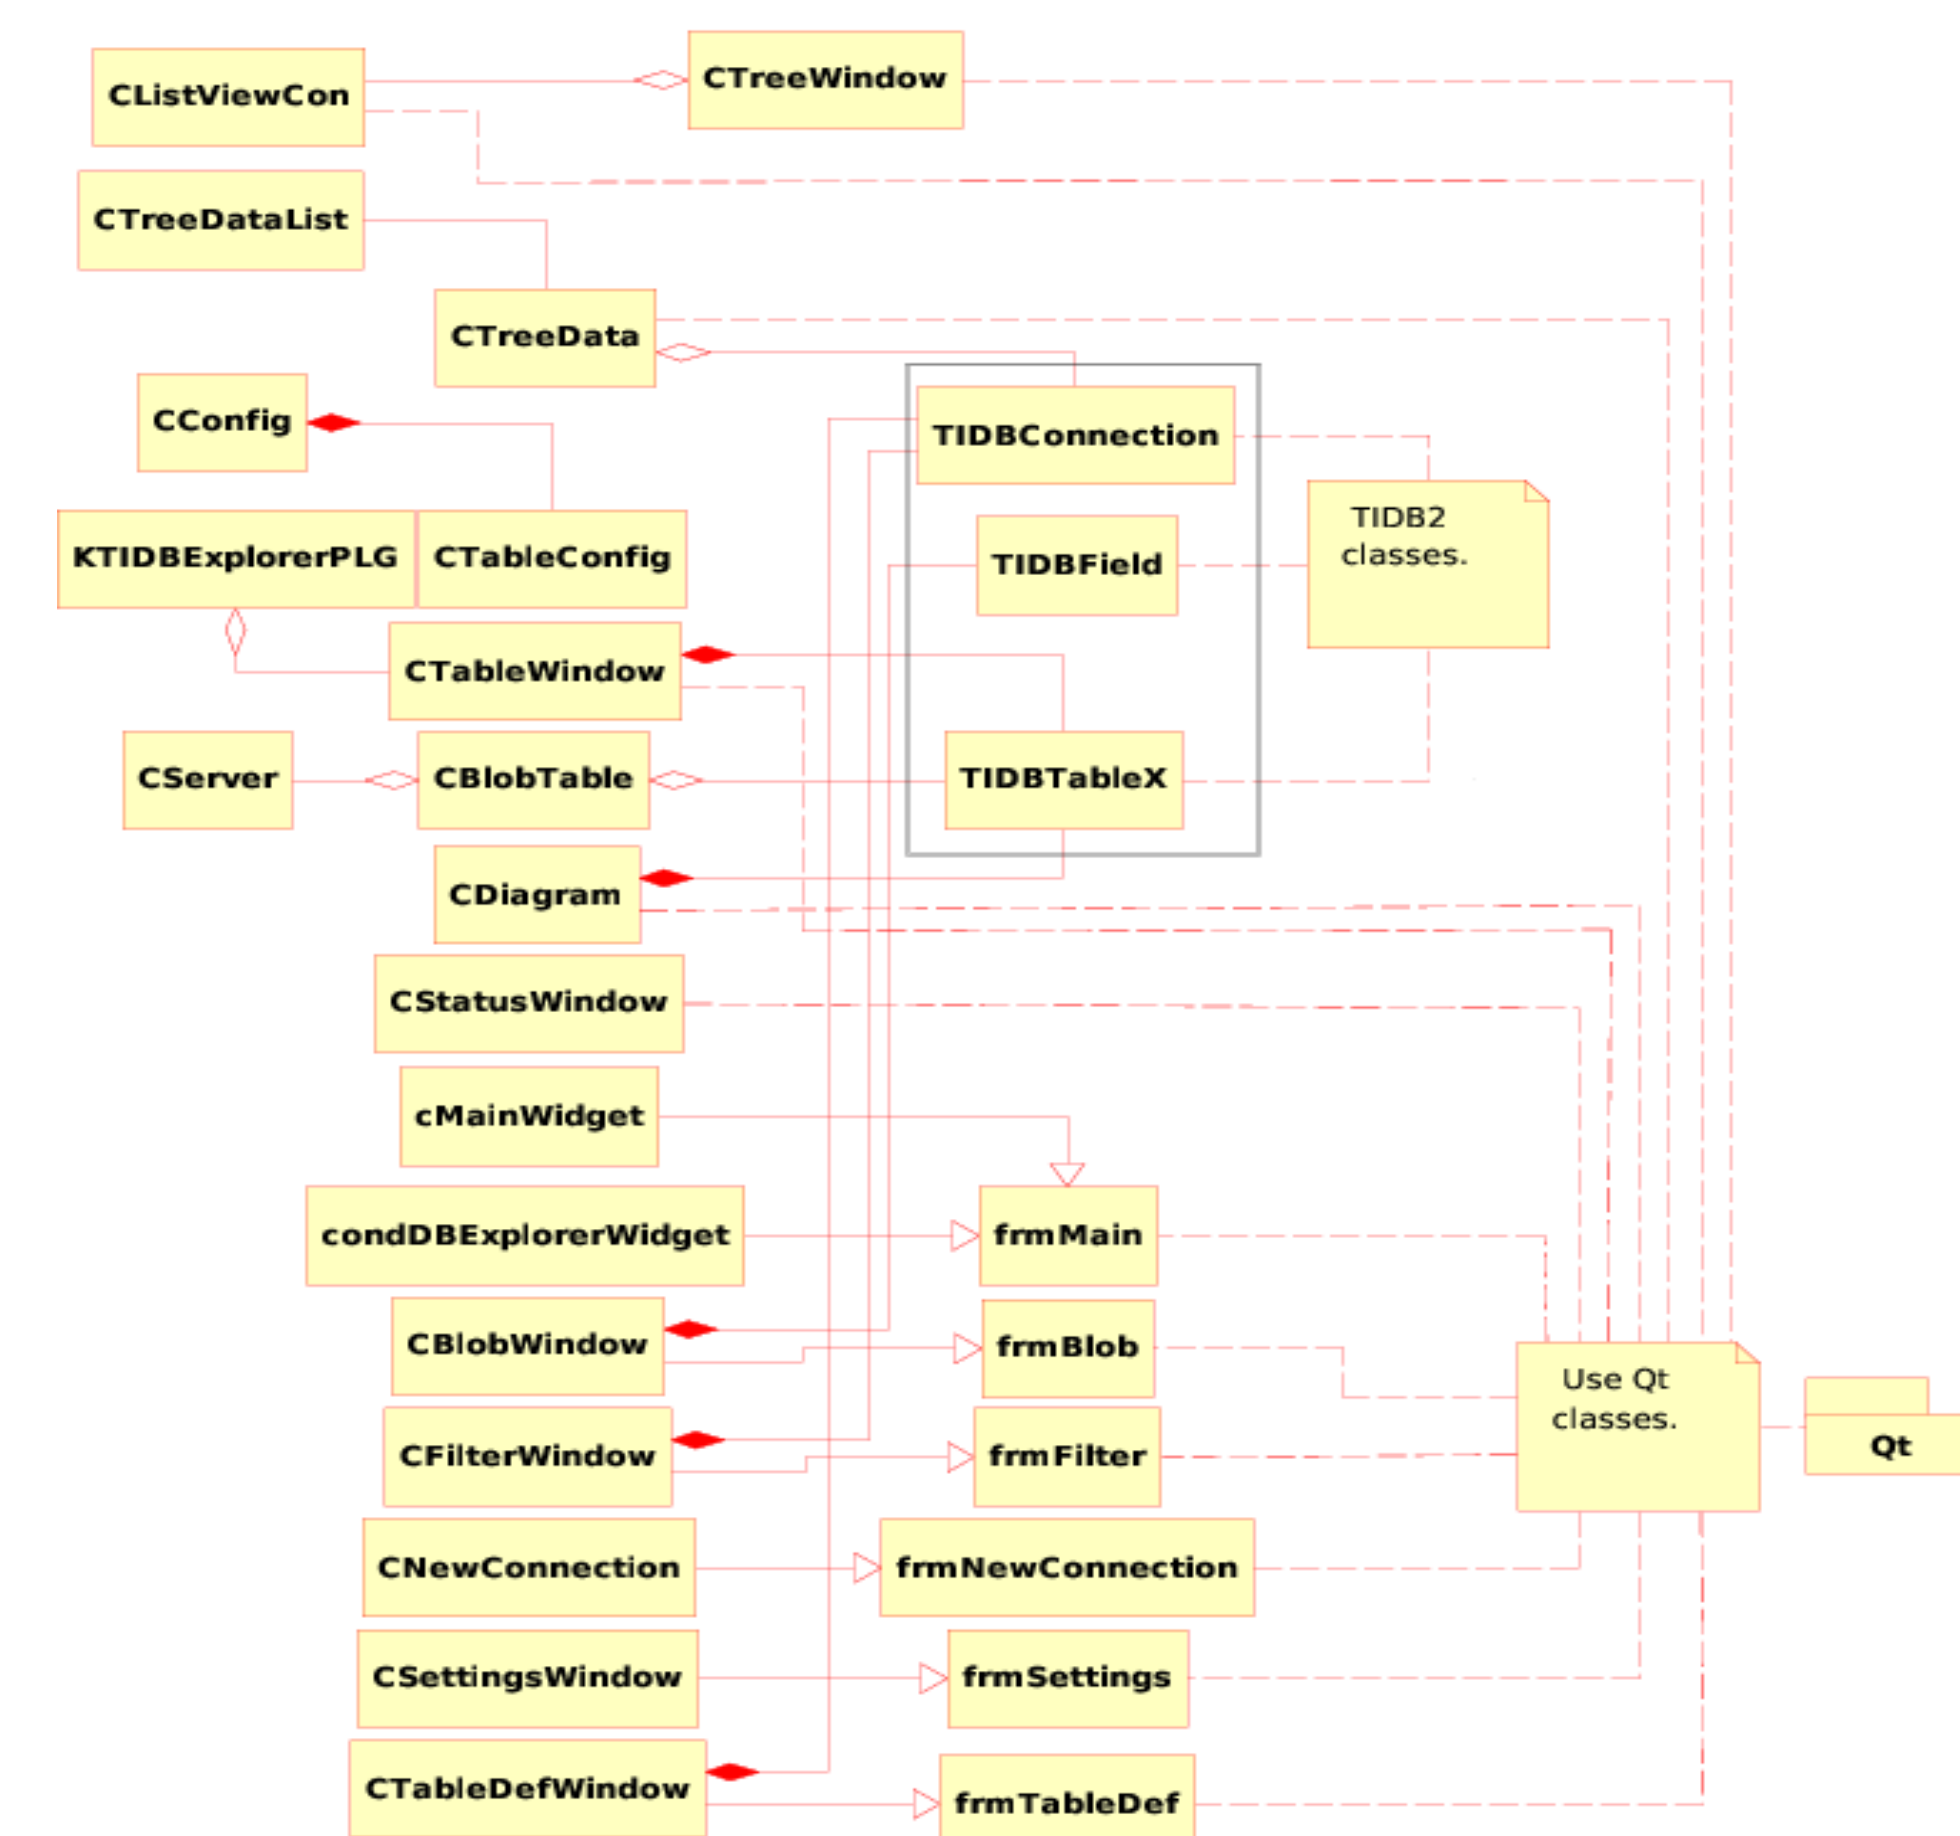 CTreeWindow
CListViewCon
CTreeDataList
CTreeData
CConfig
TIDBConnection
TIDB2
classes.
KTIDBExplorerPLG
CTableConfig
TIDBField
CTableWindow
CServer
CBlobTable
TIDBTableX
CDiagram
CStatusWindow
cMainWidget
condDBExplorerWidget
frmMain
CBlobWindow
frmBlob
Use Qt
classes.
Qt
CFilterWindow
frmFilter
CNewConnection
frmNewConnection
CSettingsWindow
frmSettings
CTableDefWindow
frmTableDef